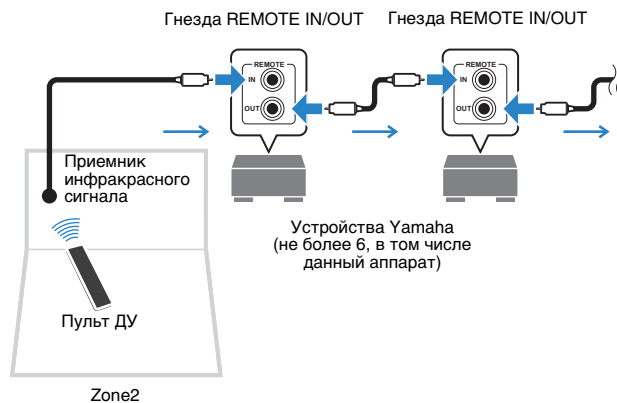 Гнезда REMOTE IN/OUT
Гнезда REMOTE IN/OUT
REMOTE
IN
OUT
REMOTE
IN
OUT
Приемник
инфракрасного
сигнала
Устройства Yamaha
(не более 6, в том числе
данный аппарат)
Пульт ДУ
Zone2